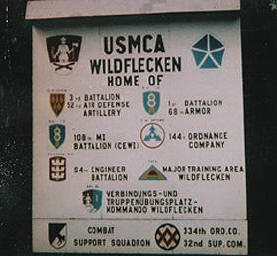 USMCA
WILDFLECKEN
HOME OF
3rd BATTALION
52nd AIR DEFENSE
ARTILLERY
1st BATTALION
68th ARMOR
108th MI
BATTALION (CEWI)
144th ORDNANCE
COMPANY
54th ENGINEER
BATTALION
MAJOR TRAINING AREA
WILDFLECKEN
VERBINDUNGS- UND
TRUPPENÜBUNGSPLATZ-
KOMMANDO WILDFLECKEN
COMBAT
SUPPORT SQUADION
334th ORD.CO.
32nd SUP.COM.